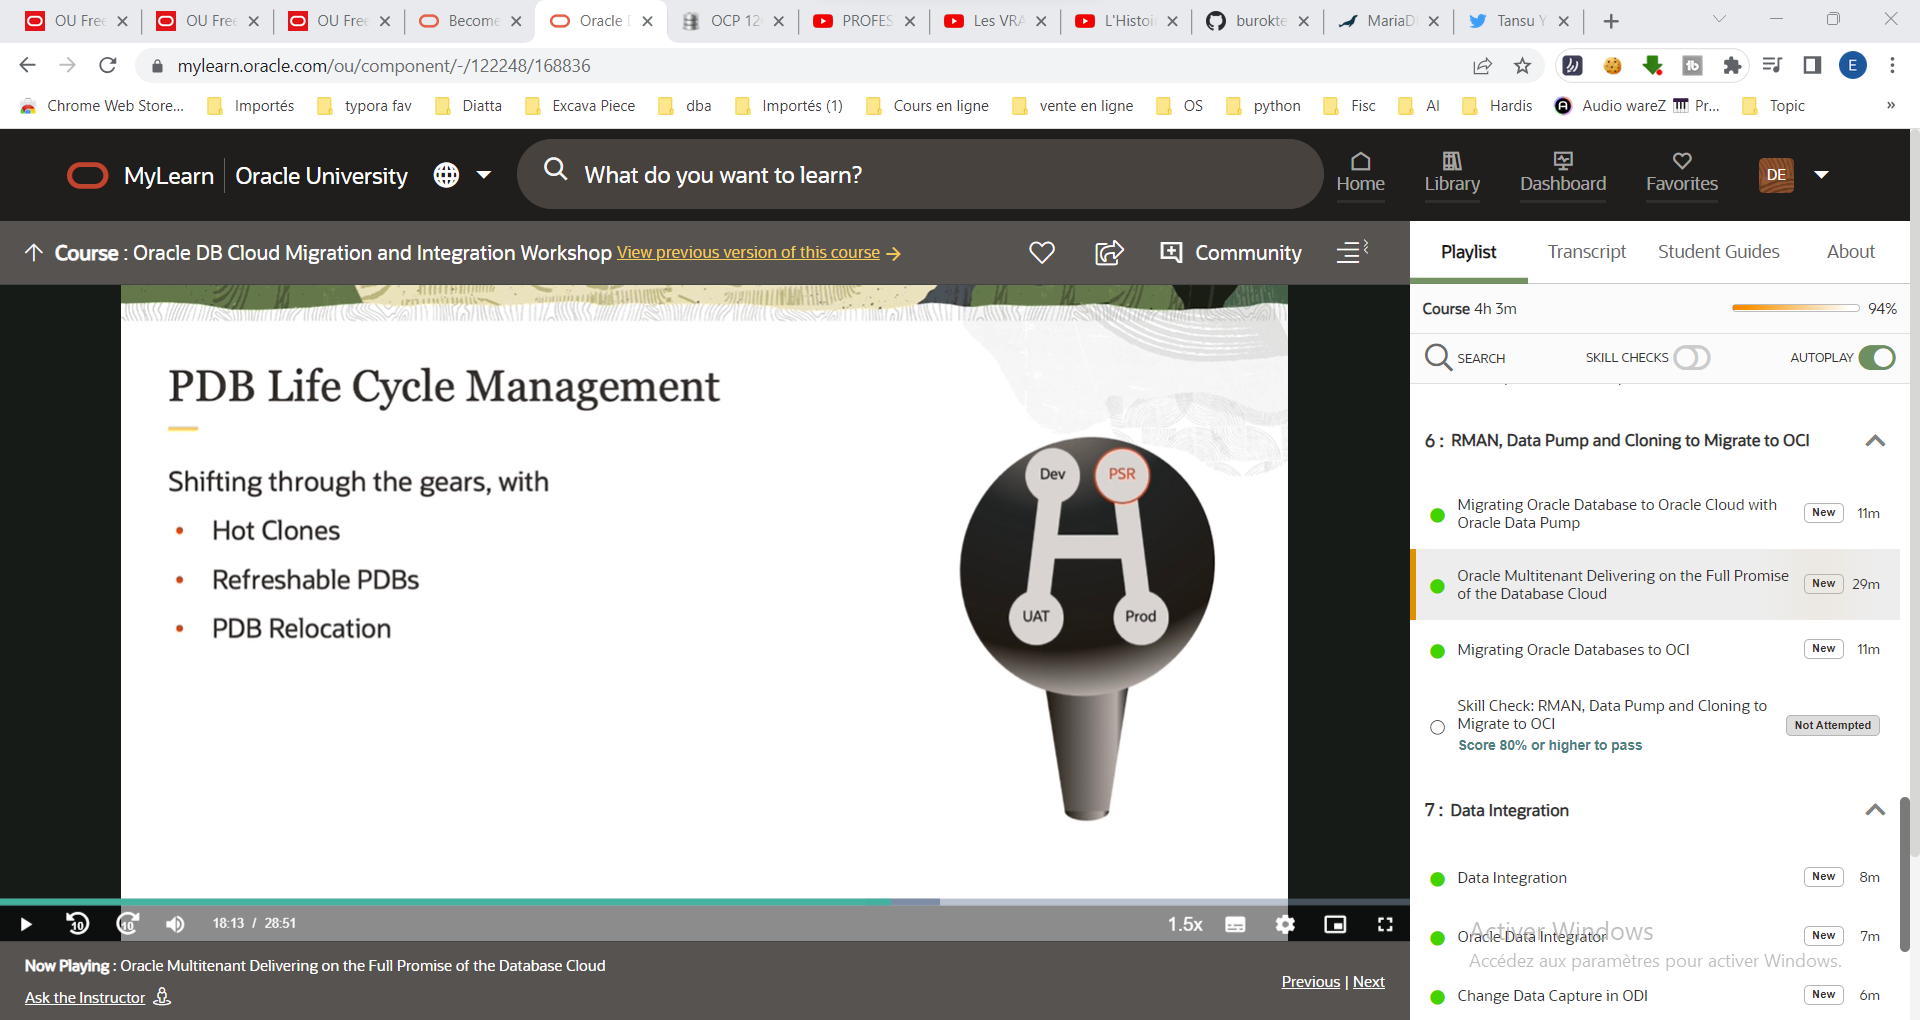 OU Free
OU Free
OU Free
Become
Oracle D
OCP 12
PROFES
Les VRA
L'Histoi
burokte
MariaD
Tansu Y
mylearn.oracle.com/ou/component/-/122248/168836
E
Chrome Web Store...
Importés
typora fav
Diatta
Excava Piece
dba
Importés (1)
Cours en ligne
vente en ligne
OS
python
Fisc
AI
Hardis
Audio wareZ
Pr...
Topic
»
MyLearn
Oracle University
What do you want to learn?
Home
Library
Dashboard
Favorites
DE
Course : Oracle DB Cloud Migration and Integration Workshop View previous version of this course
Community
Playlist
Transcript
Student Guides
About
Course 4h 3m
94%
SEARCH
SKILL CHECKS
AUTOPLAY
PDB Life Cycle Management
Shifting through the gears, with
• Hot Clones
• Refreshable PDBs
• PDB Relocation
Dev
PSR
UAT
Prod
6 : RMAN, Data Pump and Cloning to Migrate to OCI
Migrating Oracle Database to Oracle Cloud with
Oracle Data Pump
New
11m
Oracle Multitenant Delivering on the Full Promise
of the Database Cloud
New
29m
Migrating Oracle Databases to OCI
New
11m
Skill Check: RMAN, Data Pump and Cloning to
Migrate to OCI
Score 80% or higher to pass
Not Attempted
7 : Data Integration
Data Integration
New
8m
Oracle Data Integrator
New
7m
Change Data Capture in ODI
New
6m
Activer Windows
Accédez aux paramètres pour activer Windows.
10
10
18:13 / 28:51
1.5x
Now Playing : Oracle Multitenant Delivering on the Full Promise of the Database Cloud
Ask the Instructor
Previous | Next